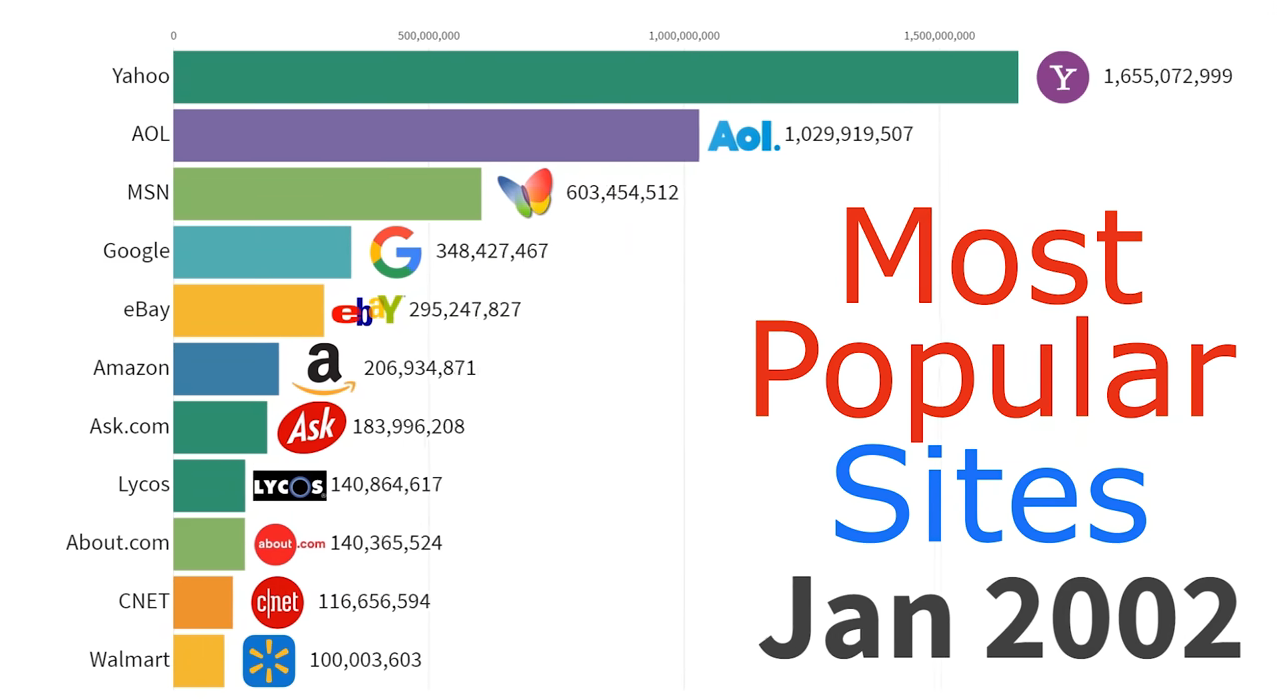 0 500,000,000 1,000,000,000 1,500,000,000
Yahoo Y 1,655,072,999
AOL Aol. 1,029,919,507
MSN 603,454,512
Google G 348,427,467
eBay ebaY 295,247,827
Amazon a 206,934,871
Ask.com Ask 183,996,208
Lycos LYCOS 140,864,617
About.com about.com 140,365,524
CNET c|net 116,656,594
Walmart 100,003,603
Most
Popular
Sites
Jan 2002